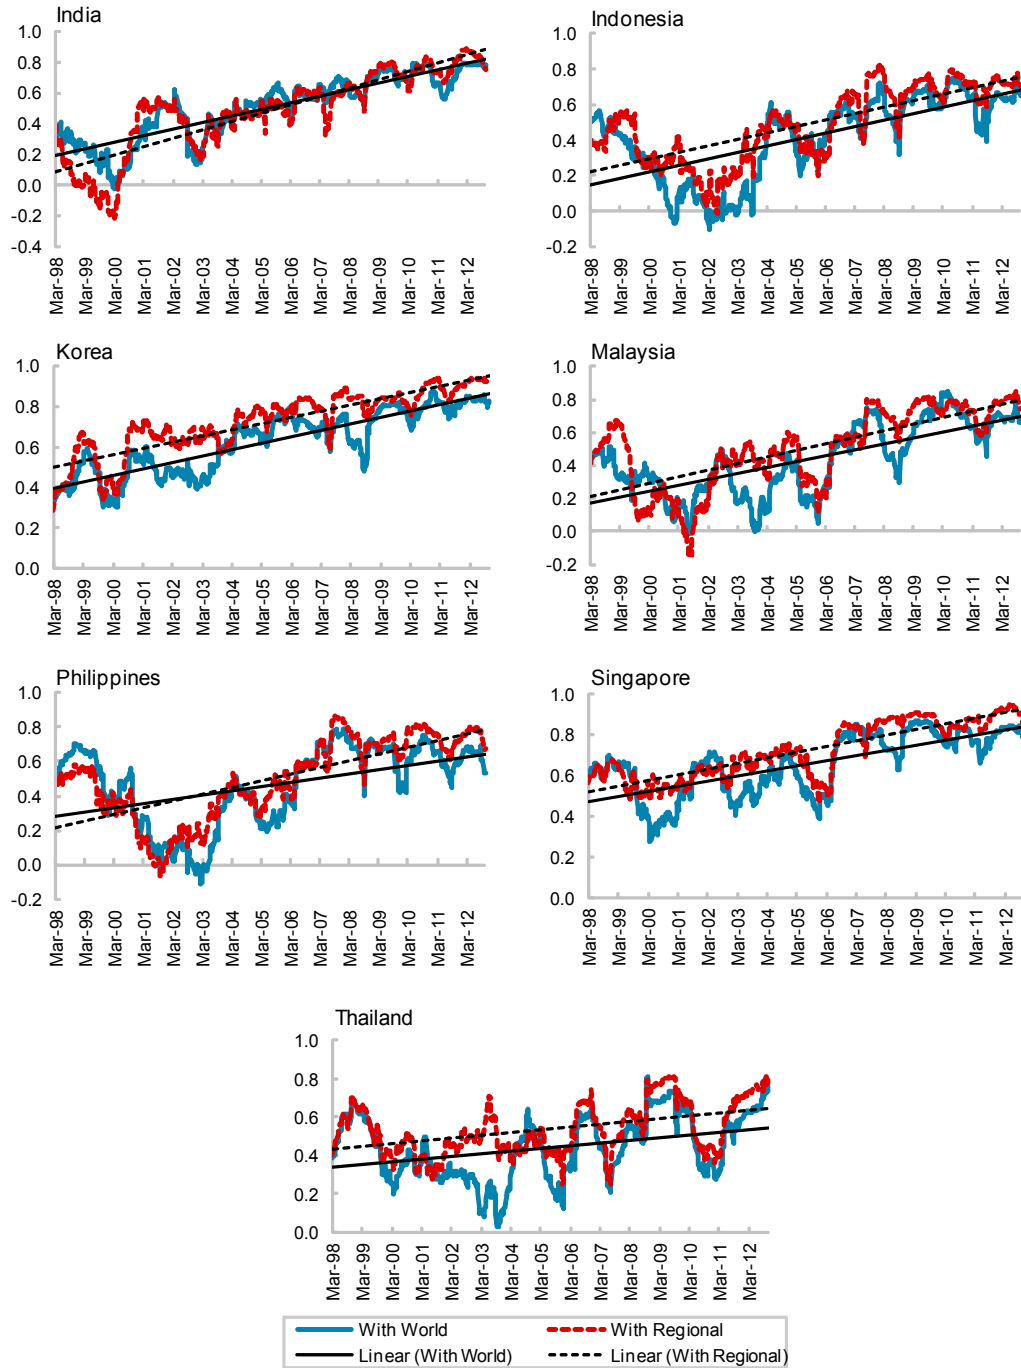 India
1.0
0.8
0.6
0.4
0.2
0.0
-0.2
-0.4
Mar-98
Mar-99
Mar-00
Mar-01
Mar-02
Mar-03
Mar-04
Mar-05
Mar-06
Mar-07
Mar-08
Mar-09
Mar-10
Mar-11
Mar-12
Indonesia
1.0
0.8
0.6
0.4
0.2
0.0
-0.2
Mar-98
Mar-99
Mar-00
Mar-01
Mar-02
Mar-03
Mar-04
Mar-05
Mar-06
Mar-07
Mar-08
Mar-09
Mar-10
Mar-11
Mar-12
Korea
1.0
0.8
0.6
0.4
0.2
0.0
Mar-98
Mar-99
Mar-00
Mar-01
Mar-02
Mar-03
Mar-04
Mar-05
Mar-06
Mar-07
Mar-08
Mar-09
Mar-10
Mar-11
Mar-12
Malaysia
1.0
0.8
0.6
0.4
0.2
0.0
-0.2
Mar-98
Mar-99
Mar-00
Mar-01
Mar-02
Mar-03
Mar-04
Mar-05
Mar-06
Mar-07
Mar-08
Mar-09
Mar-10
Mar-11
Mar-12
Philippines
1.0
0.8
0.6
0.4
0.2
0.0
-0.2
Mar-98
Mar-99
Mar-00
Mar-01
Mar-02
Mar-03
Mar-04
Mar-05
Mar-06
Mar-07
Mar-08
Mar-09
Mar-10
Mar-11
Mar-12
Singapore
1.0
0.8
0.6
0.4
0.2
0.0
Mar-98
Mar-99
Mar-00
Mar-01
Mar-02
Mar-03
Mar-04
Mar-05
Mar-06
Mar-07
Mar-08
Mar-09
Mar-10
Mar-11
Mar-12
Thailand
1.0
0.8
0.6
0.4
0.2
0.0
Mar-98
Mar-99
Mar-00
Mar-01
Mar-02
Mar-03
Mar-04
Mar-05
Mar-06
Mar-07
Mar-08
Mar-09
Mar-10
Mar-11
Mar-12
With World
With Regional
Linear (With World)
Linear (With Regional)